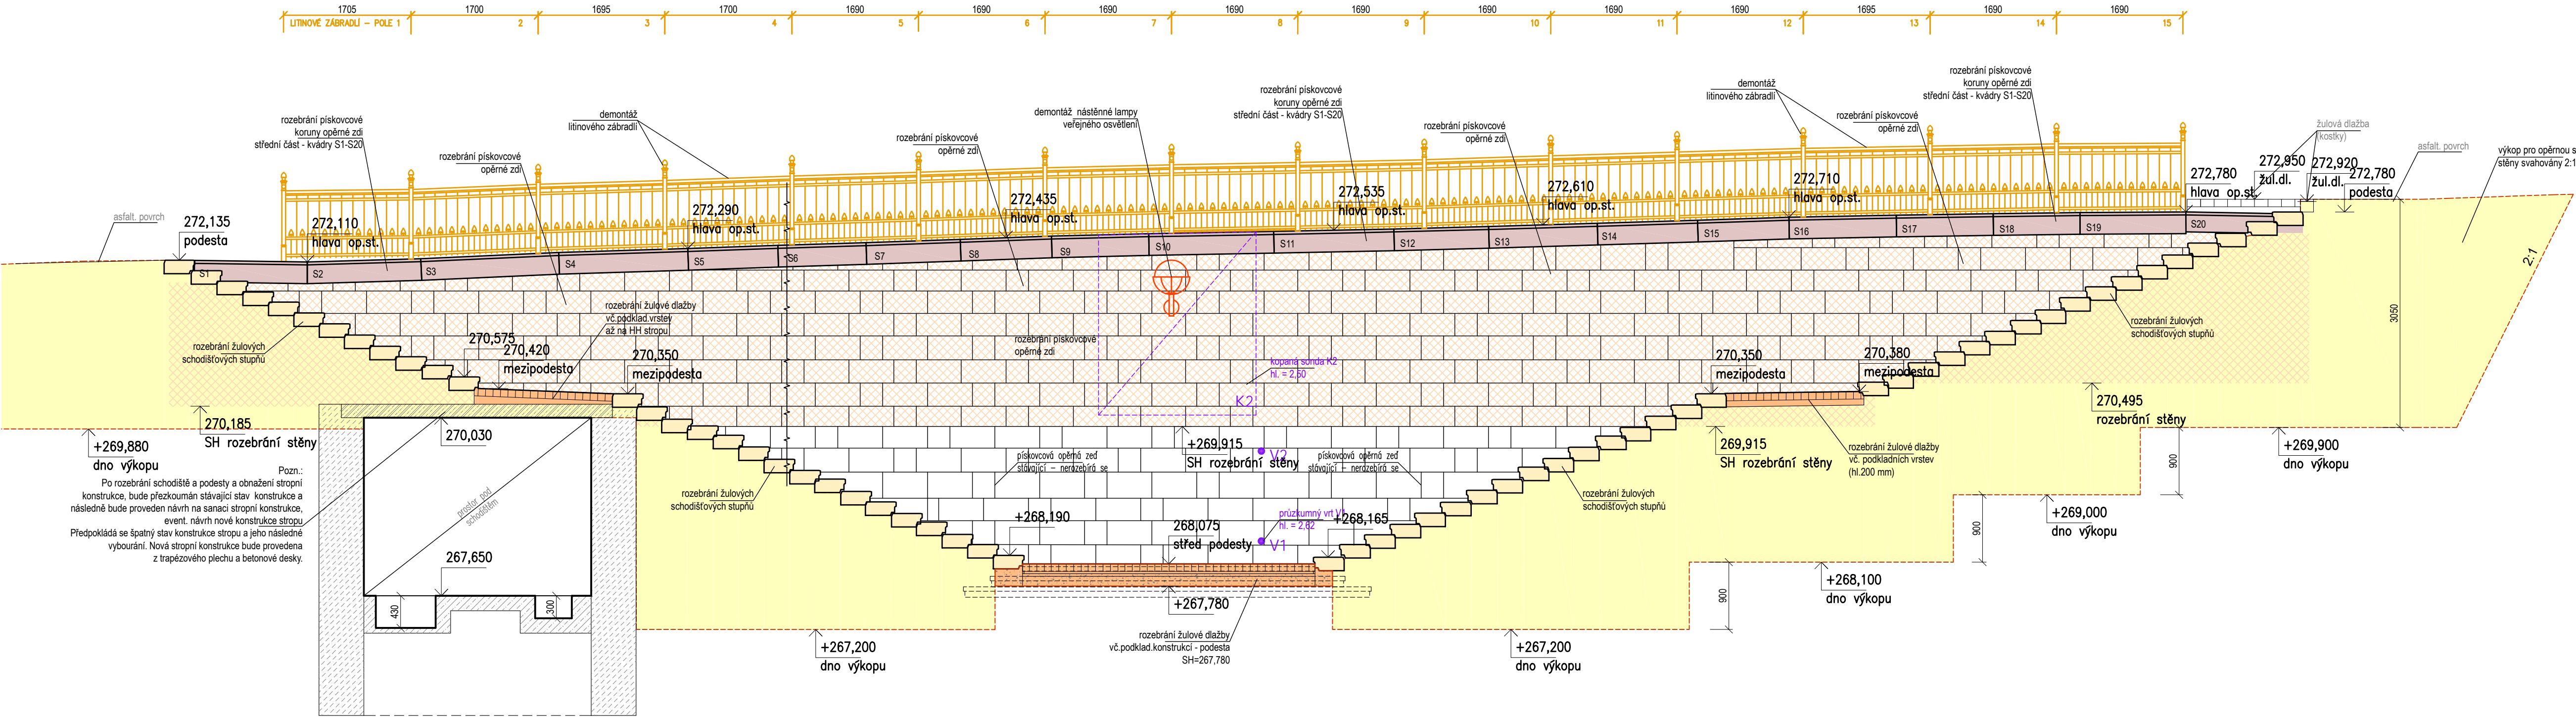 1705
1700
1695
1700
1690
1690
1690
1690
1690
1690
1690
1690
1695
1690
1690
LITINOVÉ ZÁBRADLÍ – POLE 1
2
3
4
5
6
7
8
9
10
11
12
13
14
15
rozebrání pískovcové
koruny opěrné zdi
střední část - kvádry S1-S20
demontáž
litinového zábradlí
rozebrání pískovcové
opěrné zdi
rozebrání pískovcové
opěrné zdi
demontáž nástěnné lampy
veřejného osvětlení
rozebrání pískovcové
koruny opěrné zdi
střední část - kvádry S1-S20
rozebrání pískovcové
opěrné zdi
demontáž
litinového zábradlí
rozebrání pískovcové
opěrné zdi
rozebrání pískovcové
koruny opěrné zdi
střední část - kvádry S1-S20
žulová dlažba
(kostky)
asfalt. povrch
výkop pro opěrnou s
stěny svahovány 2:1
asfalt. povrch
272,135
podesta
272,110
hlava op.st.
272,290
hlava op.st.
272,435
hlava op.st.
272,535
hlava op.st.
272,610
hlava op.st.
272,710
hlava op.st.
272,780
hlava op.st.
272,950
žul.dl.
272,920
žul.dl.
272,780
podesta
2:1
S1
S2
S3
S4
S5
S6
S7
S8
S9
S10
S11
S12
S13
S14
S15
S16
S17
S18
S19
S20
rozebrání žulových
schodišťových stupňů
270,575
270,420
mezipodesta
rozebrání žulové dlažby
vč.podklad.vrstev
až na HH stropu
270,350
mezipodesta
rozebrání pískovcové
opěrné zdi
kopaná sonda K2
hl. = 2,60
K2
270,350
mezipodesta
270,380
mezipodesta
rozebrání žulových
schodišťových stupňů
3050
270,185
SH rozebrání stěny
+269,880
dno výkopu
270,030
270,495
rozebrání stěny
+269,900
dno výkopu
Pozn.:
Po rozebrání schodiště a podesty a obnažení stropní
konstrukce, bude přezkoumán stávající stav konstrukce a
následně bude proveden návrh na sanaci stropní konstrukce,
event. návrh nové konstrukce stropu
Předpokládá se špatný stav konstrukce stropu a jeho následné
vybourání. Nová stropní konstrukce bude provedena
z trapézového plechu a betonové desky.
prostor pod
schodištěm
267,650
430
300
rozebrání žulových
schodišťových stupňů
pískovcová opěrná zeď
stávající – nerozebírá se
+269,915
SH rozebrání stěny
V2
pískovcová opěrná zeď
stávající – nerozebírá se
269,915
SH rozebrání stěny
rozebrání žulové dlažby
vč. podkladních vrstev
(hl.200 mm)
rozebrání žulových
schodišťových stupňů
900
+269,000
dno výkopu
900
+268,190
268,075
střed podesty
průzkumný vrt V1
hl. = 2,62
V1
+268,165
+268,100
dno výkopu
900
+267,780
+267,200
dno výkopu
rozebrání žulové dlažby
vč.podklad.konstrukcí - podesta
SH=267,780
+267,200
dno výkopu